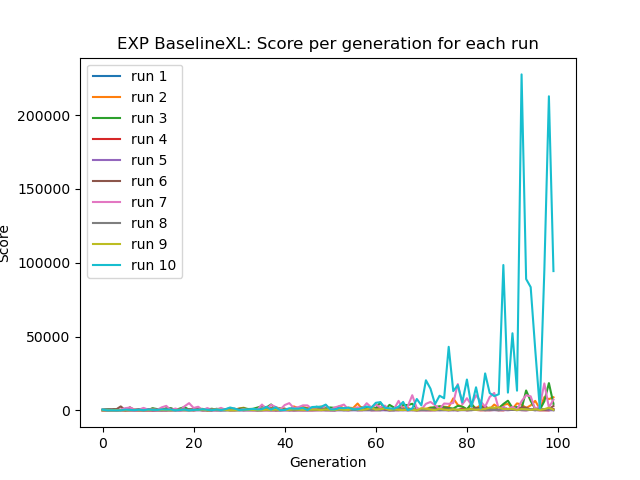 EXP BaselineXL: Score per generation for each run
run 1
run 2
run 3
run 4
run 5
run 6
run 7
run 8
run 9
run 10
200000
150000
100000
50000
0
Score
0 20 40 60 80 100
Generation